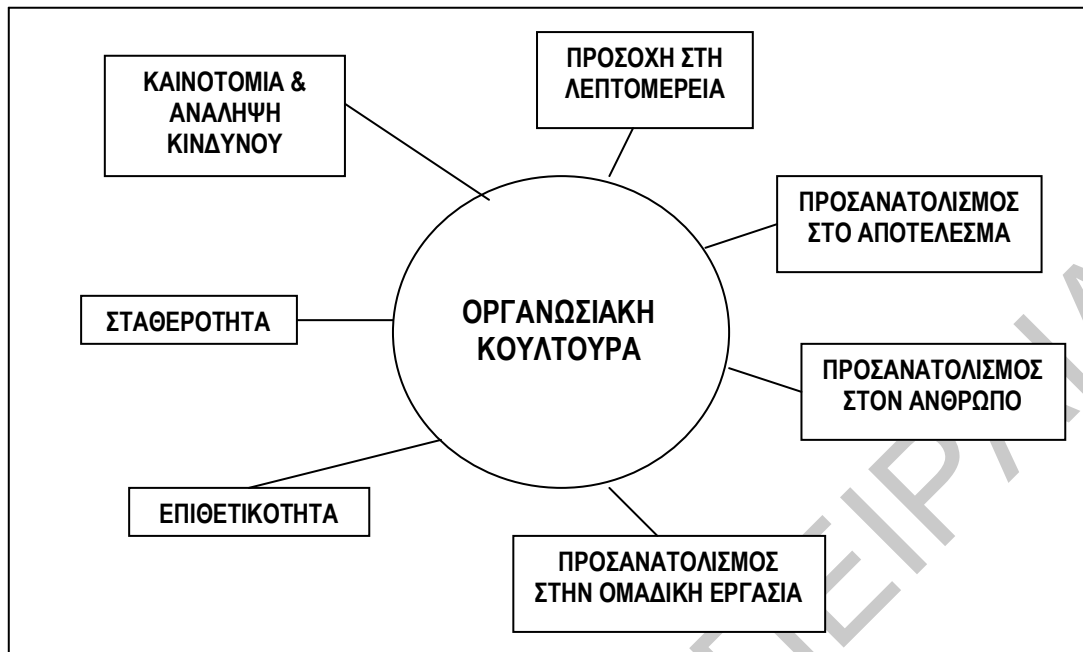 ΚΑΙΝΟΤΟΜΙΑ &
ΑΝΑΛΗΨΗ
ΚΙΝΔΥΝΟΥ
ΠΡΟΣΟΧΗ ΣΤΗ
ΛΕΠΤΟΜΕΡΕΙΑ
ΠΡΟΣΑΝΑΤΟΛΙΣΜΟΣ
ΣΤΟ ΑΠΟΤΕΛΕΣΜΑ
ΣΤΑΘΕΡΟΤΗΤΑ
ΟΡΓΑΝΩΣΙΑΚΗ
ΚΟΥΛΤΟΥΡΑ
ΠΡΟΣΑΝΑΤΟΛΙΣΜΟΣ
ΣΤΟΝ ΑΝΘΡΩΠΟ
ΕΠΙΘΕΤΙΚΟΤΗΤΑ
ΠΡΟΣΑΝΑΤΟΛΙΣΜΟΣ
ΣΤΗΝ ΟΜΑΔΙΚΗ ΕΡΓΑΣΙΑ